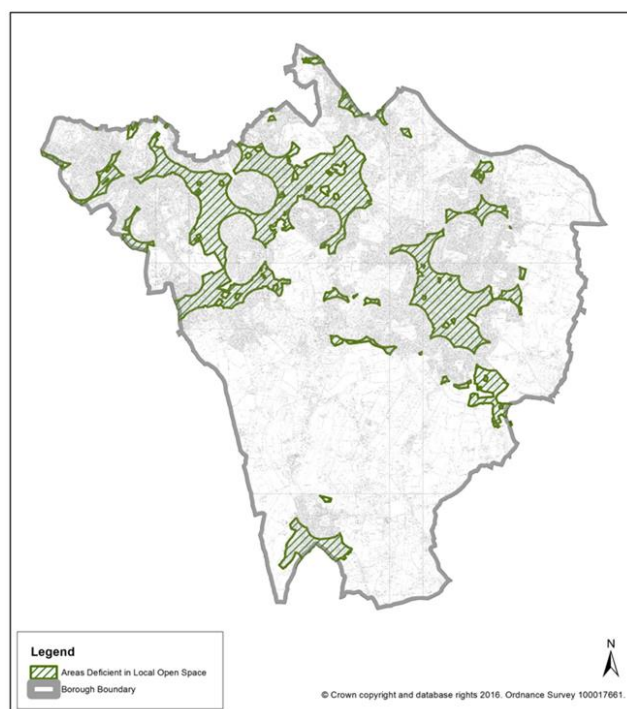 Legend
Areas Deficient in Local Open Space
Borough Boundary
N
© Crown copyright and database rights 2016. Ordnance Survey 100017661.